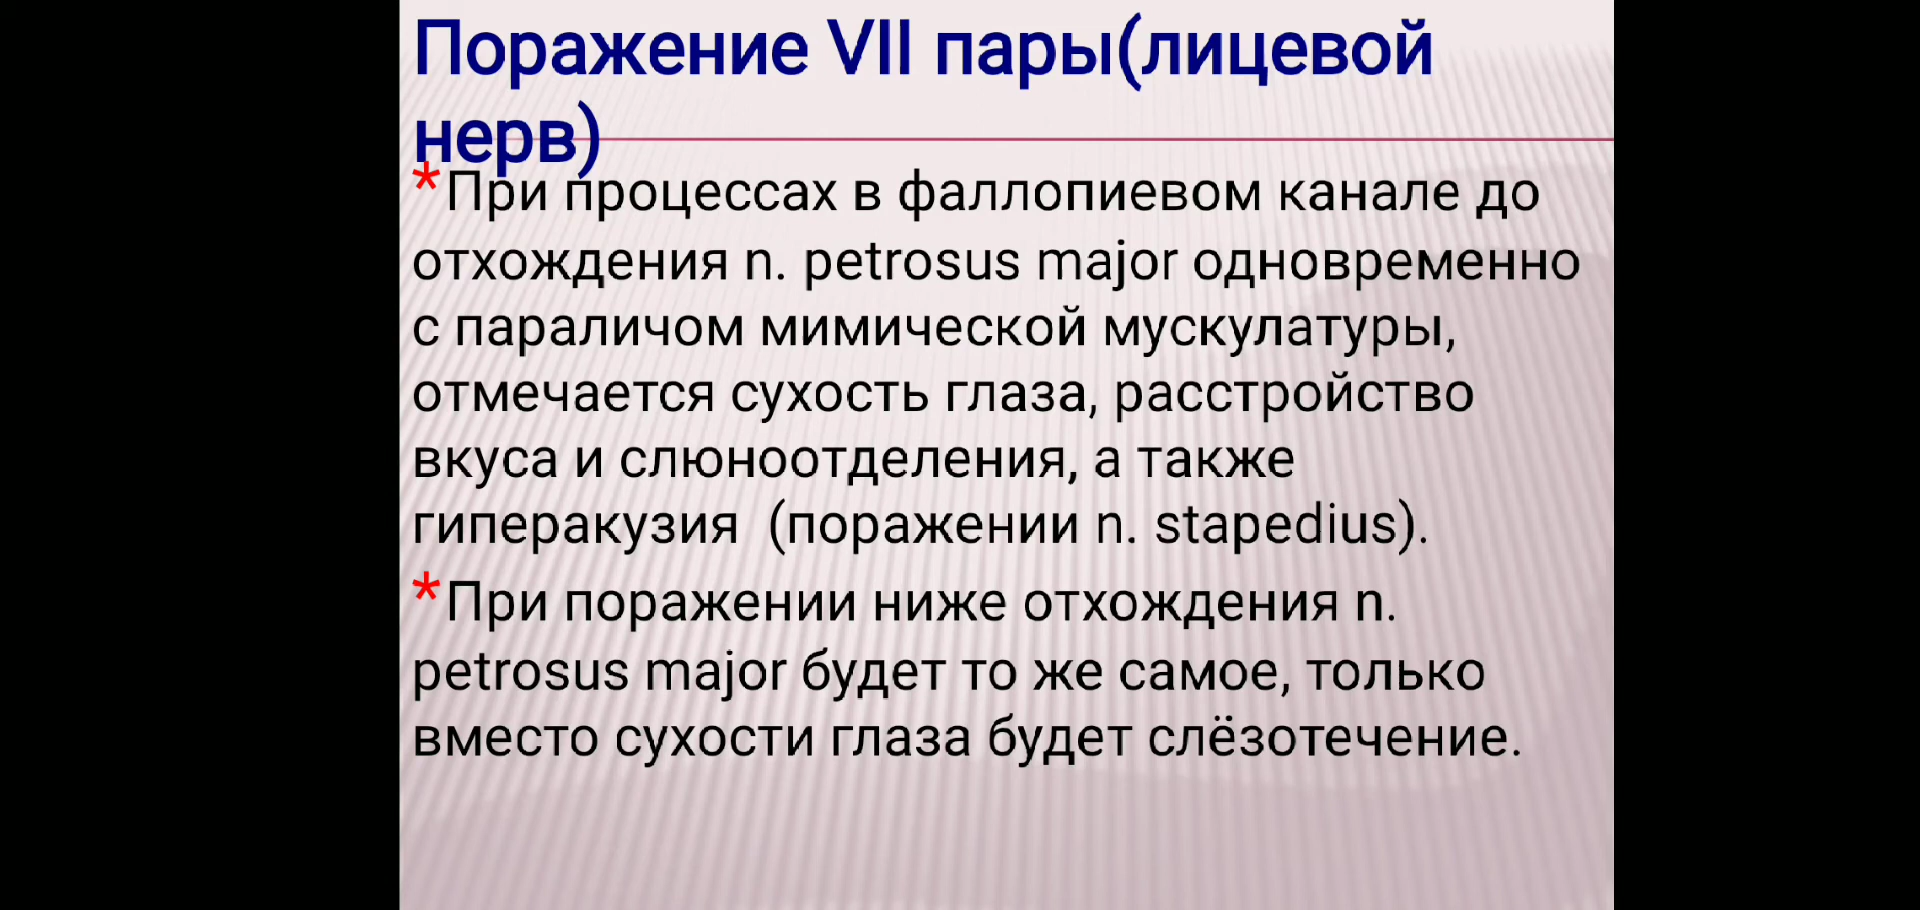 Поражение VII пары(лицевой
нерв)
*При процессах в фаллопиевом канале до
отхождения n. petrosus major одновременно
с параличом мимической мускулатуры,
отмечается сухость глаза, расстройство
вкуса и слюноотделения, а также
гиперакузия (поражении n. stapedius).
*При поражении ниже отхождения n.
petrosus major будет то же самое, только
вместо сухости глаза будет слёзотечение.